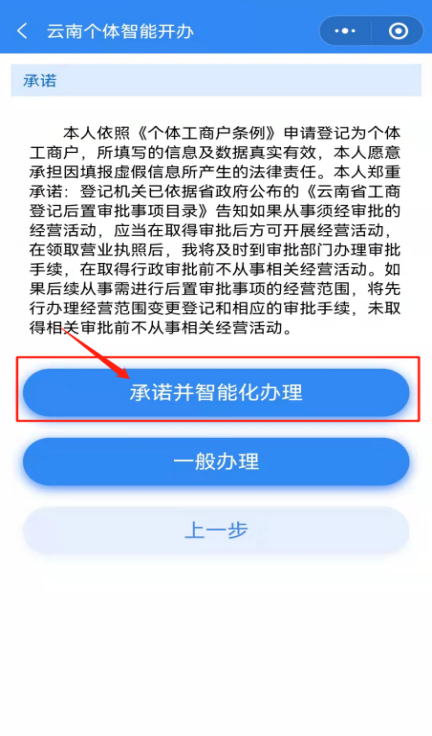 云南个体智能开办
承诺
本人依照《个体工商户条例》申请登记为个体
工商户，所填写的信息及数据真实有效，本人愿意
承担因填报虚假信息所产生的法律责任。本人郑重
承诺：登记机关已依据省政府公布的《云南省工商
登记后置审批事项目录》告知如果从事须经审批的
经营活动，应当在取得审批后方可开展经营活动，
在领取营业执照后，我将及时到审批部门办理审批
手续，在取得行政审批前不从事相关经营活动。如
果后续从事需进行后置审批事项的经营范围，将先
行办理经营范围变更登记和相应的审批手续，未取
得相关审批前不从事相关经营活动。
承诺并智能化办理
一般办理
上一步